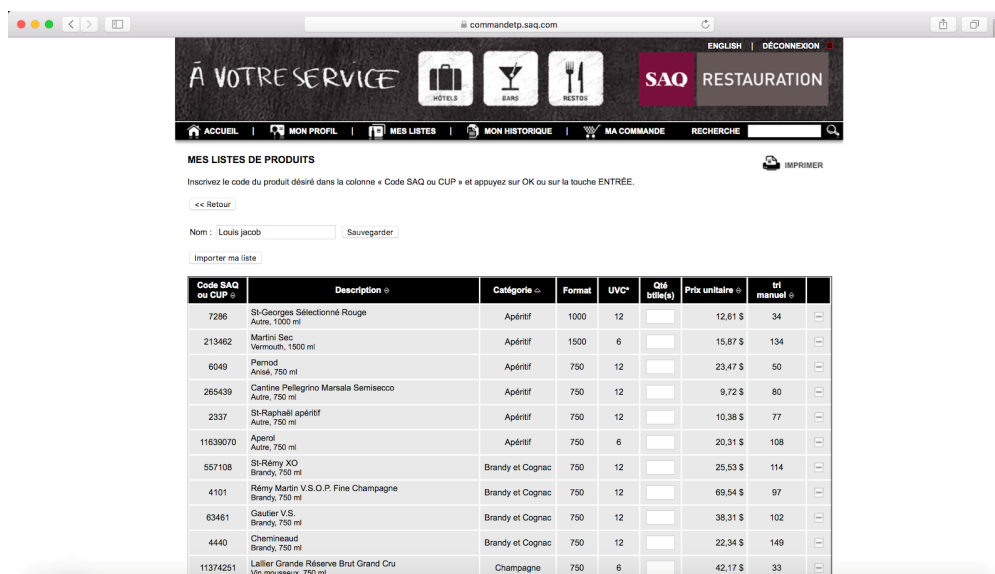 commandetp.saq.com
ENGLISH | DÉCONNEXION
À VOTRE SERVICE
HÔTELS
BARS
RESTOS
SAQ RESTAURATION
ACCUEIL | MON PROFIL | MES LISTES | MON HISTORIQUE | MA COMMANDE RECHERCHE
MES LISTES DE PRODUITS
IMPRIMER
Inscrivez le code du produit désiré dans la colonne « Code SAQ ou CUP » et appuyez sur OK ou sur la touche ENTRÉE.
<< Retour
Nom : Louis jacob Sauvegarder
Importer ma liste
Code SAQ ou CUP Description Catégorie Format UVC* Qté btlle(s) Prix unitaire tri manuel
7286 St-Georges Sélectionné Rouge Apéritif 1000 12 12,61 $ 34
Autre, 1000 ml
213462 Martini Sec Apéritif 1500 6 15,87 $ 134
Vermouth, 1500 ml
6049 Pernod Apéritif 750 12 23,47 $ 50
Anisé, 750 ml
265439 Cantine Pellegrino Marsala Semisecco Apéritif 750 12 9,72 $ 80
Autre, 750 ml
2337 St-Raphaël apéritif Apéritif 750 12 10,38 $ 77
Autre, 750 ml
11639070 Aperol Apéritif 750 6 20,31 $ 108
Autre, 750 ml
557108 St-Rémy XO Brandy et Cognac 750 12 25,53 $ 114
Brandy, 750 ml
4101 Rémy Martin V.S.O.P. Fine Champagne Brandy et Cognac 750 12 69,54 $ 97
Brandy, 750 ml
63461 Gautier V.S. Brandy et Cognac 750 12 38,31 $ 102
Brandy, 750 ml
4440 Chemineaud Brandy et Cognac 750 12 22,34 $ 149
Brandy, 750 ml
11374251 Lallier Grande Réserve Brut Grand Cru Champagne 750 6 42,17 $ 33
Vin mousseux, 750 ml